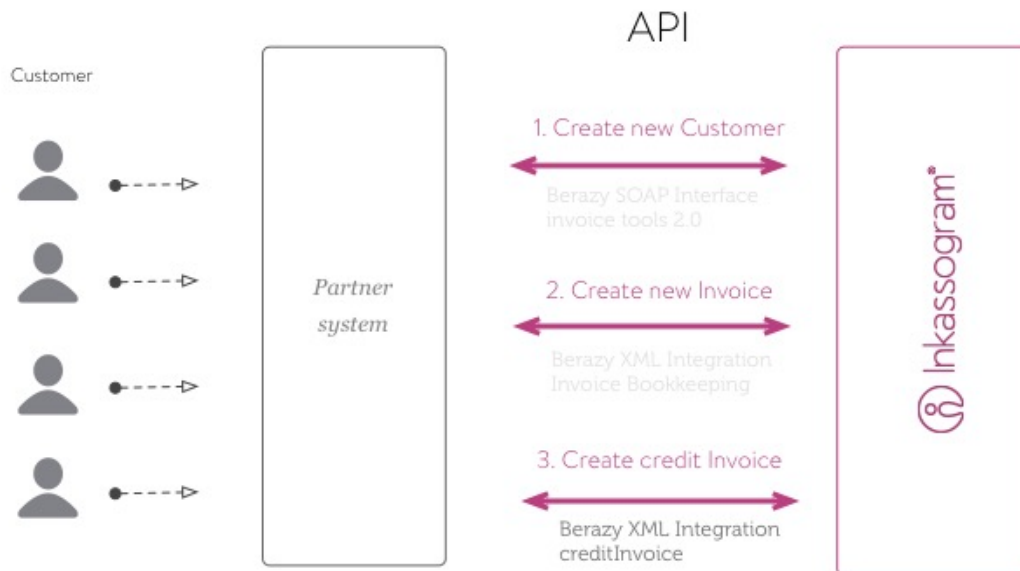 API
Customer
1. Create new Customer
Berazy SOAP Interface
invoice tools 2.0
Partner
system
2. Create new Invoice
Berazy XML Integration
Invoice Bookkeeping
3. Create credit Invoice
Berazy XML Integration
creditInvoice
Inkassogram®